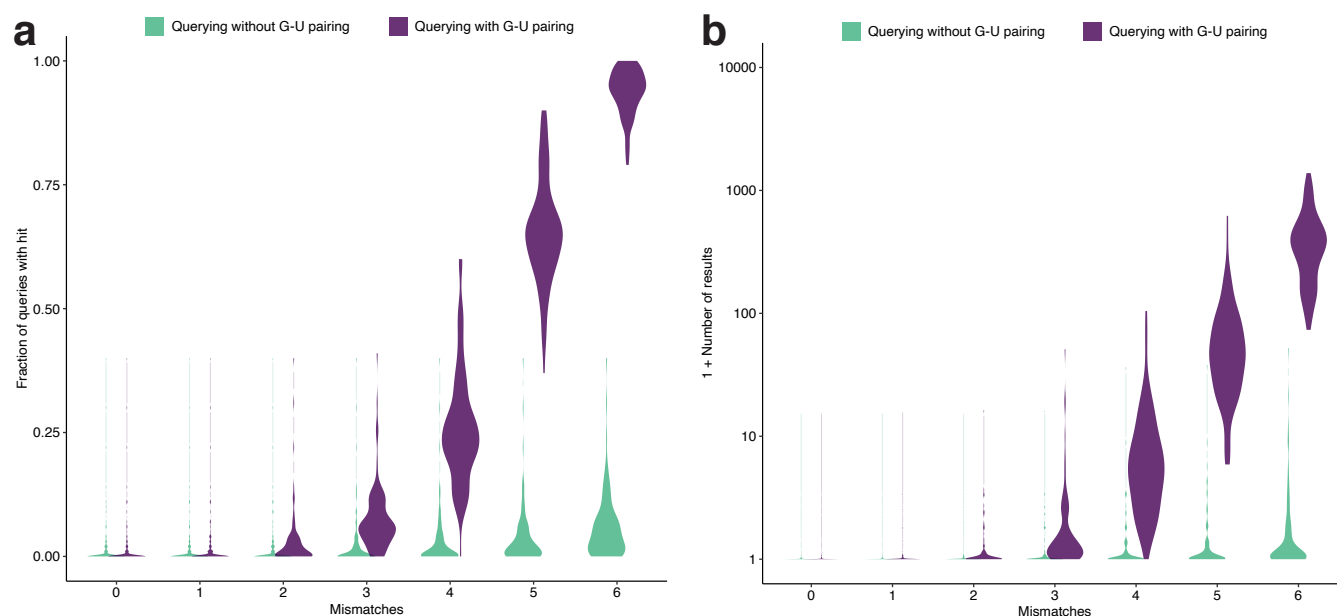 a
Querying without G-U pairing
Querying with G-U pairing
Fraction of queries with hit
1.00
0.75
0.50
0.25
0.00
0 1 2 3 4 5 6
Mismatches
b
Querying without G-U pairing
Querying with G-U pairing
1 + Number of results
10000
1000
100
10
1
0 1 2 3 4 5 6
Mismatches